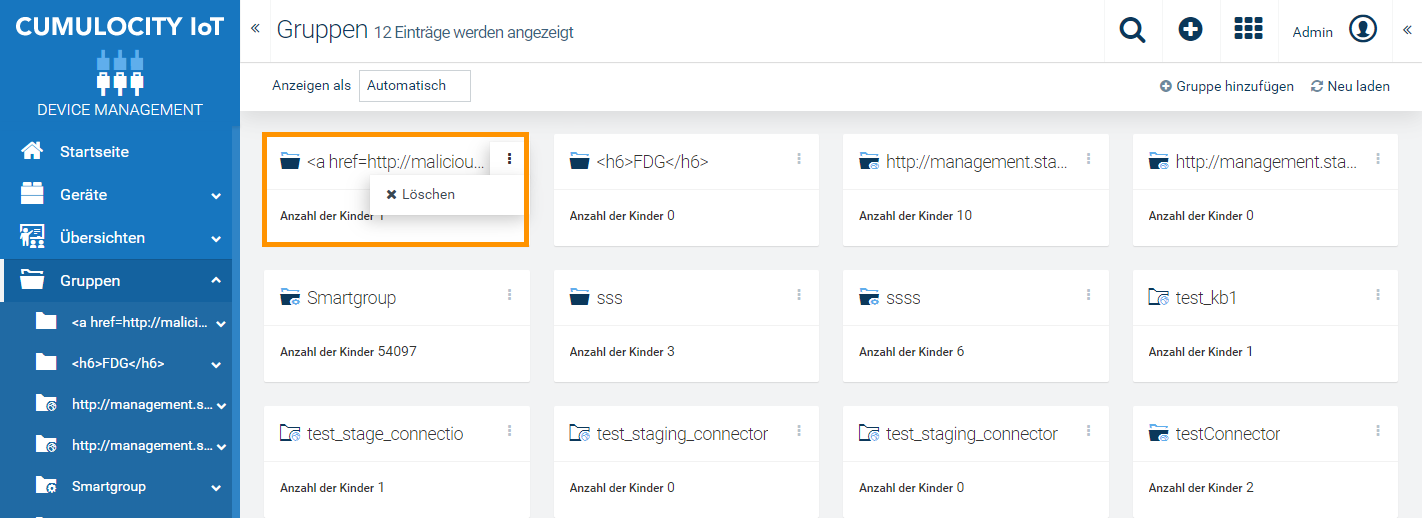 CUMULOCITY IoT
DEVICE MANAGEMENT
Startseite
Geräte
Übersichten
Gruppen
<a href=http://malici...
<h6>FDG</h6>
http://management.s...
http://management.s...
Smartgroup
Gruppen 12 Einträge werden angezeigt
Admin
Anzeigen als Automatisch
Gruppe hinzufügen Neu laden
<a href=http://maliciou...
Löschen
Anzahl der Kinder 1
<h6>FDG</h6>
Anzahl der Kinder 0
http://management.sta...
Anzahl der Kinder 10
http://management.sta...
Anzahl der Kinder 0
Smartgroup
Anzahl der Kinder 54097
sss
Anzahl der Kinder 3
ssss
Anzahl der Kinder 6
test_kb1
Anzahl der Kinder 1
test_stage_connectio
Anzahl der Kinder 1
test_staging_connector
Anzahl der Kinder 0
test_staging_connector
Anzahl der Kinder 0
testConnector
Anzahl der Kinder 2